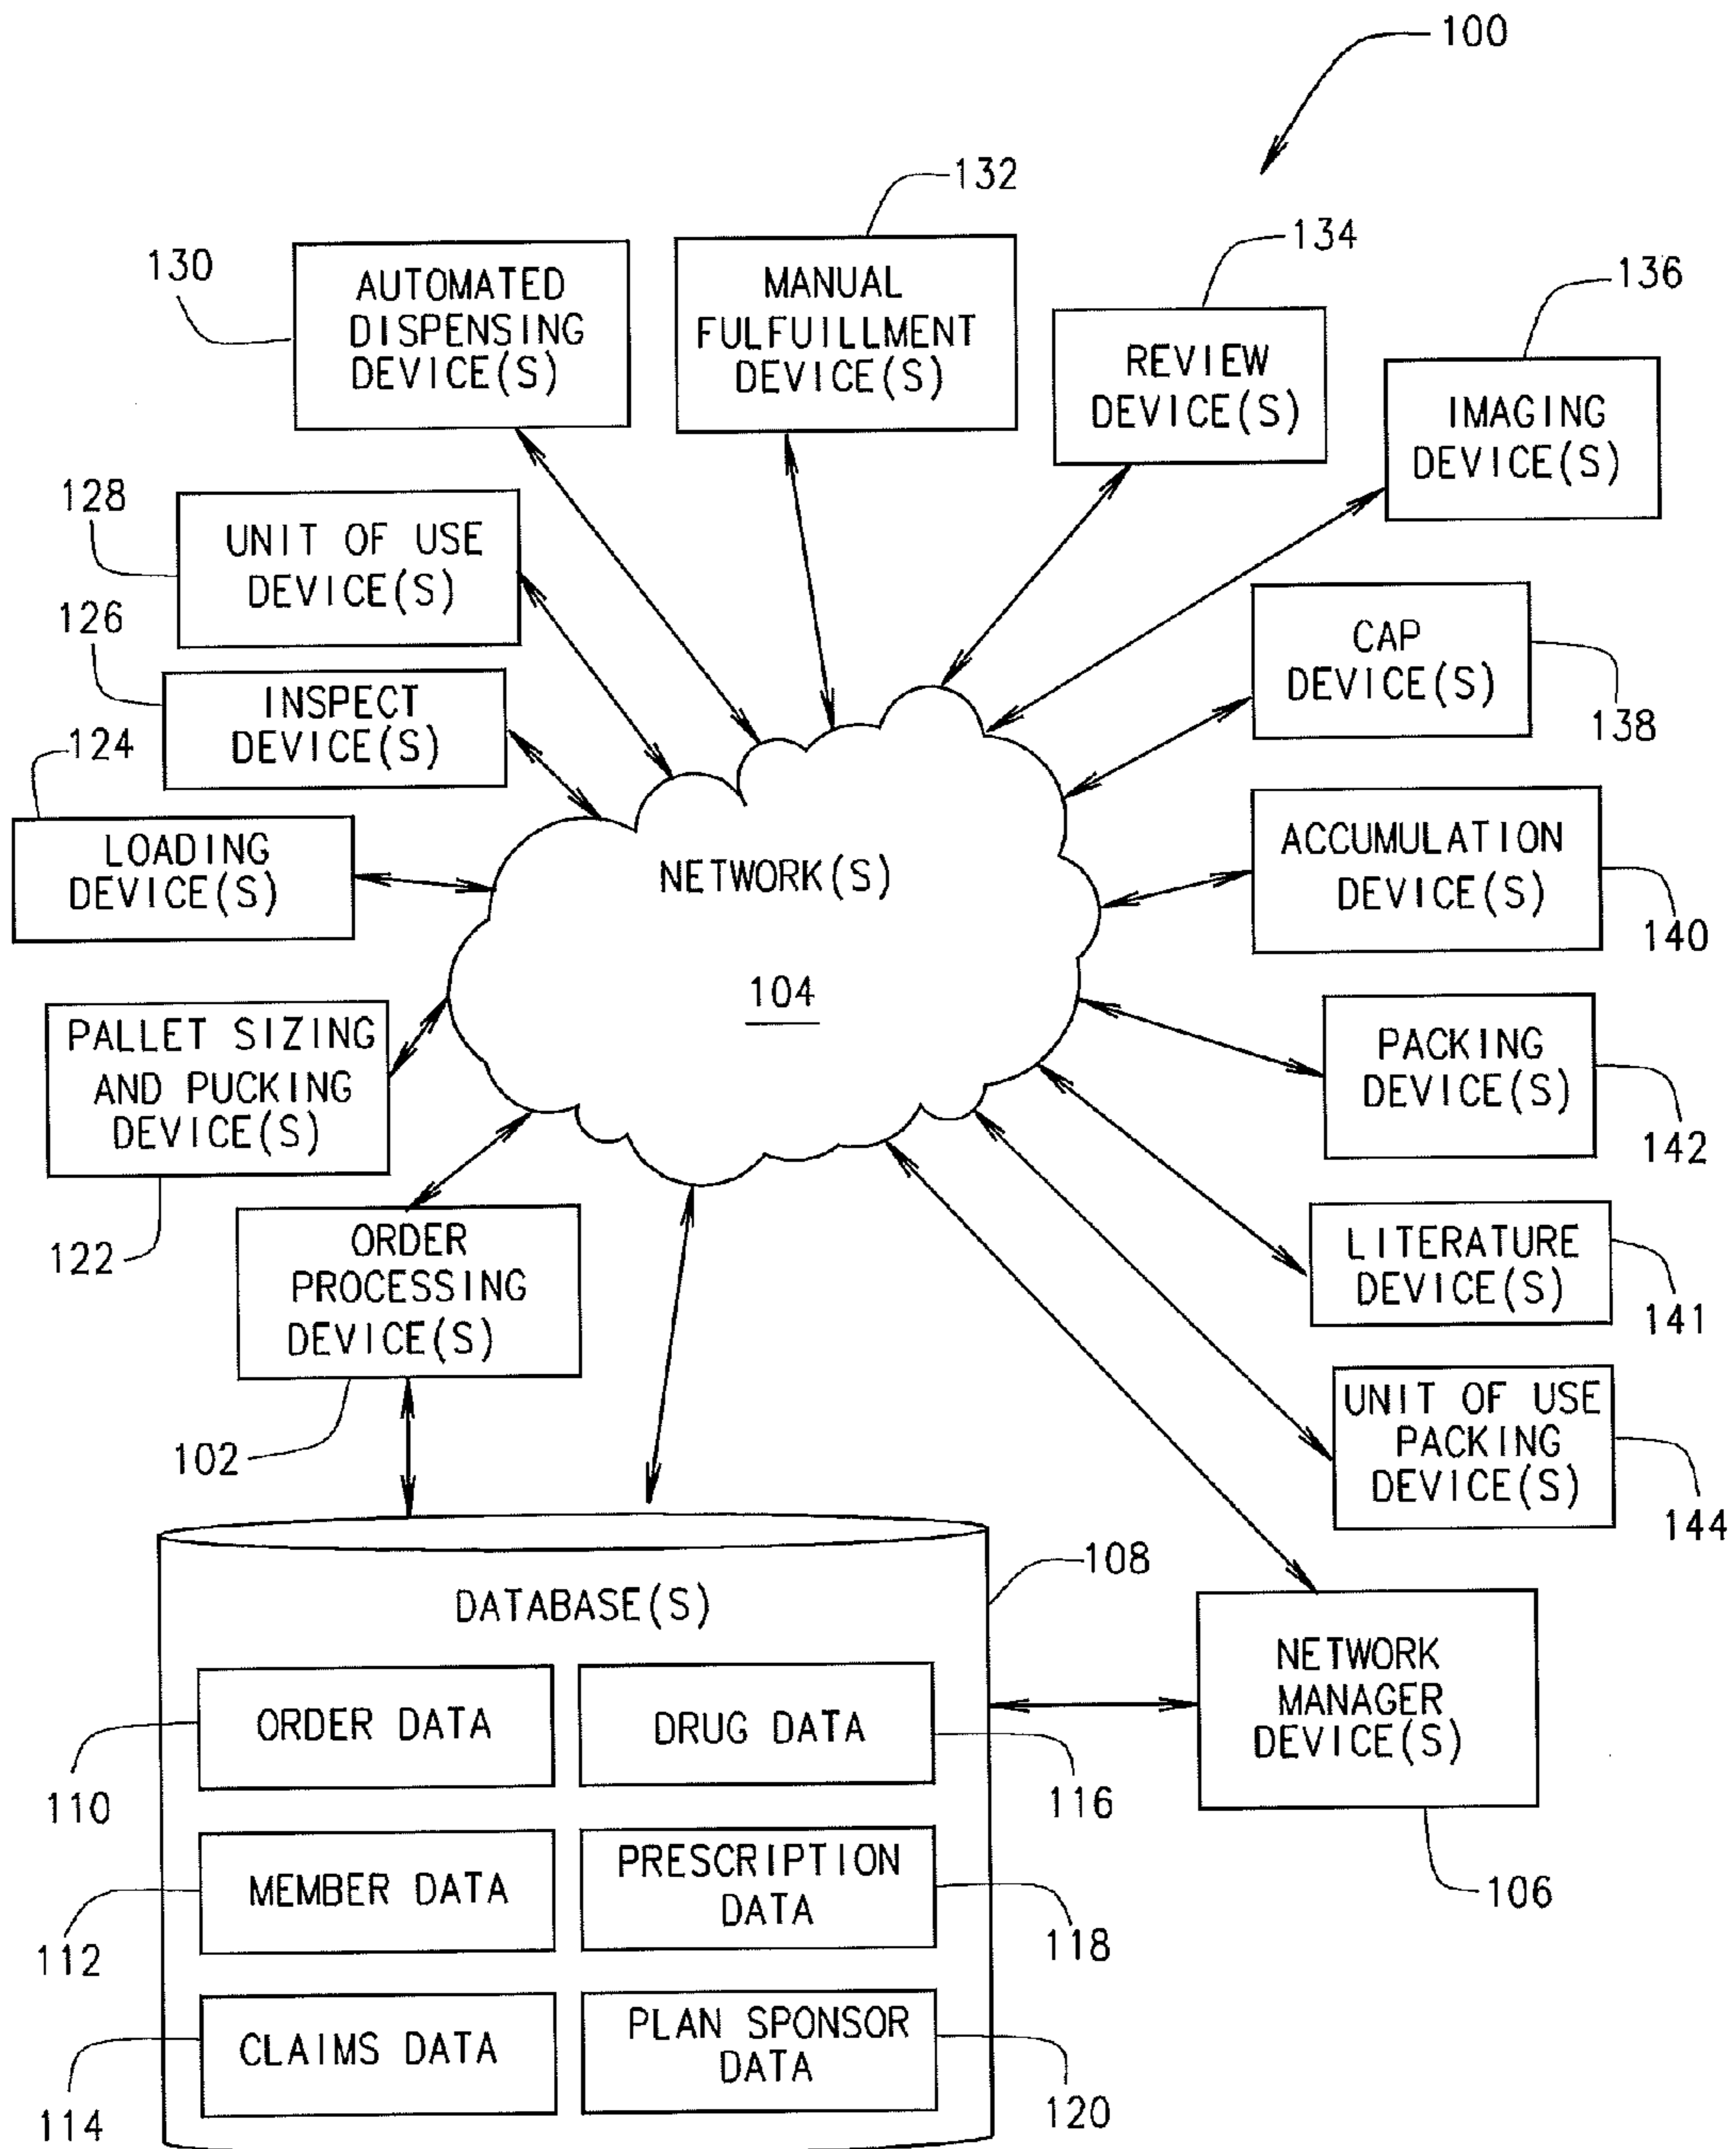 100
132
130
AUTOMATED
DISPENSING
DEVICE(S)
MANUAL
FULFUILLMENT
DEVICE(S)
134
REVIEW
DEVICE(S)
136
IMAGING
DEVICE(S)
128
UNIT OF USE
DEVICE(S)
126
INSPECT
DEVICE(S)
CAP
DEVICE(S)
138
124
LOADING
DEVICE(S)
NETWORK(S)
104
ACCUMULATION
DEVICE(S)
140
PALLET SIZING
AND PUCKING
DEVICE(S)
122
PACKING
DEVICE(S)
142
ORDER
PROCESSING
DEVICE(S)
102
LITERATURE
DEVICE(S)
141
UNIT OF USE
PACKING
DEVICE(S)
144
108
DATABASE(S)
ORDER DATA
110
DRUG DATA
116
MEMBER DATA
112
PRESCRIPTION
DATA
118
CLAIMS DATA
114
PLAN SPONSOR
DATA
120
NETWORK
MANAGER
DEVICE(S)
106